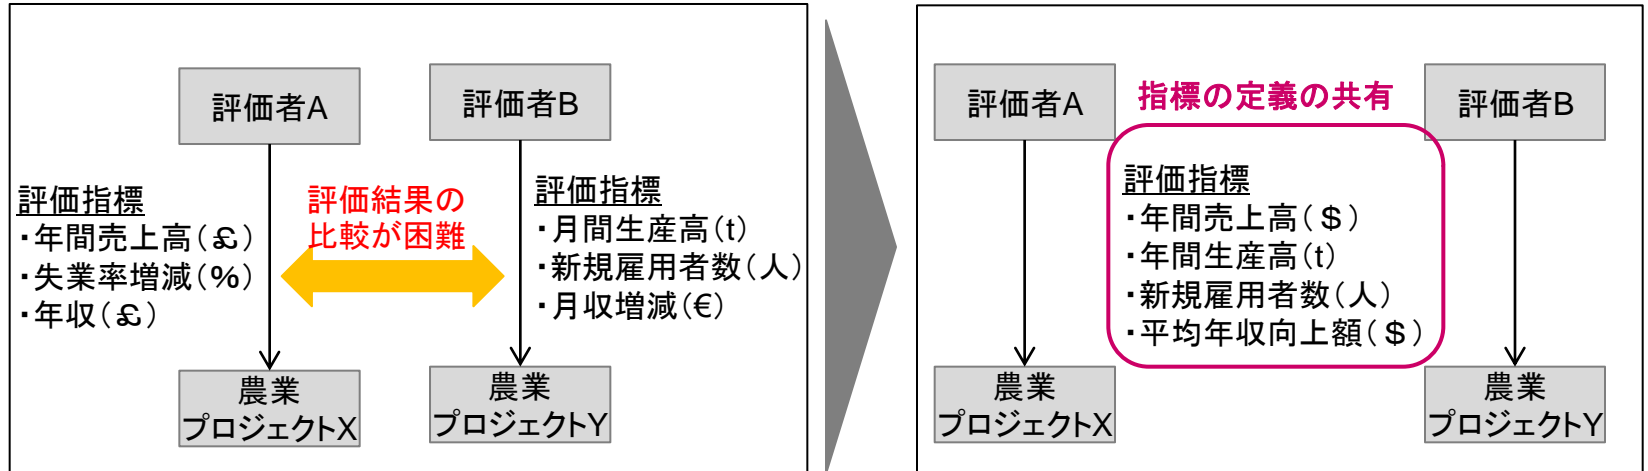 評価者A
評価者B
評価指標
・年間売上高(£)
・失業率増減(%)
・年収(£)
評価結果の
比較が困難
評価指標
・月間生産高(t)
・新規雇用者数(人)
・月収増減(€)
農業
プロジェクトX
農業
プロジェクトY
評価者A
指標の定義の共有
評価者B
評価指標
・年間売上高($)
・年間生産高(t)
・新規雇用者数(人)
・平均年収向上額($)
農業
プロジェクトX
農業
プロジェクトY